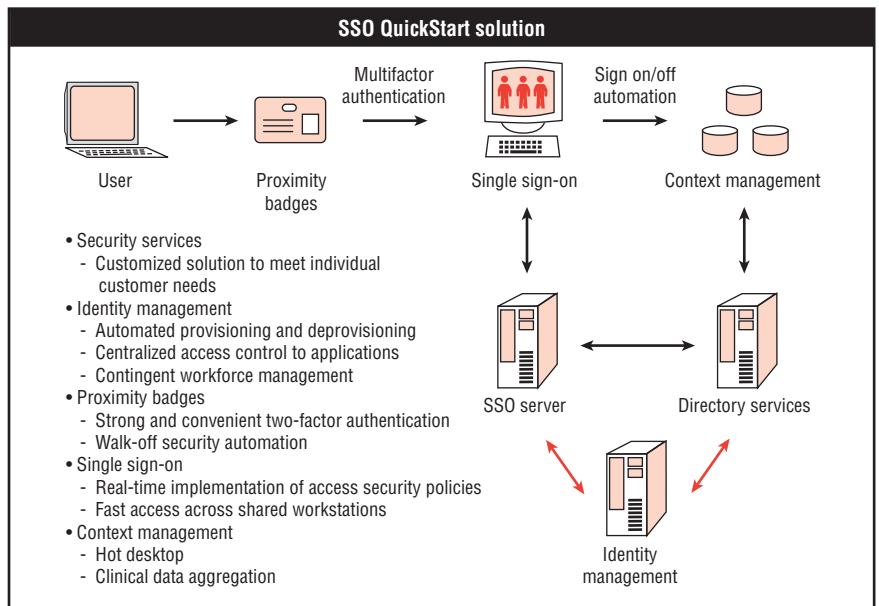 SSO QuickStart solution
Multifactor
authentication
Sign on/off
automation
User
Proximity
badges
Single sign-on
Context management
• Security services
- Customized solution to meet individual
customer needs
• Identity management
- Automated provisioning and deprovisioning
- Centralized access control to applications
- Contingent workforce management
• Proximity badges
- Strong and convenient two-factor authentication
- Walk-off security automation
• Single sign-on
- Real-time implementation of access security policies
- Fast access across shared workstations
• Context management
- Hot desktop
- Clinical data aggregation
SSO server
Directory services
Identity
management